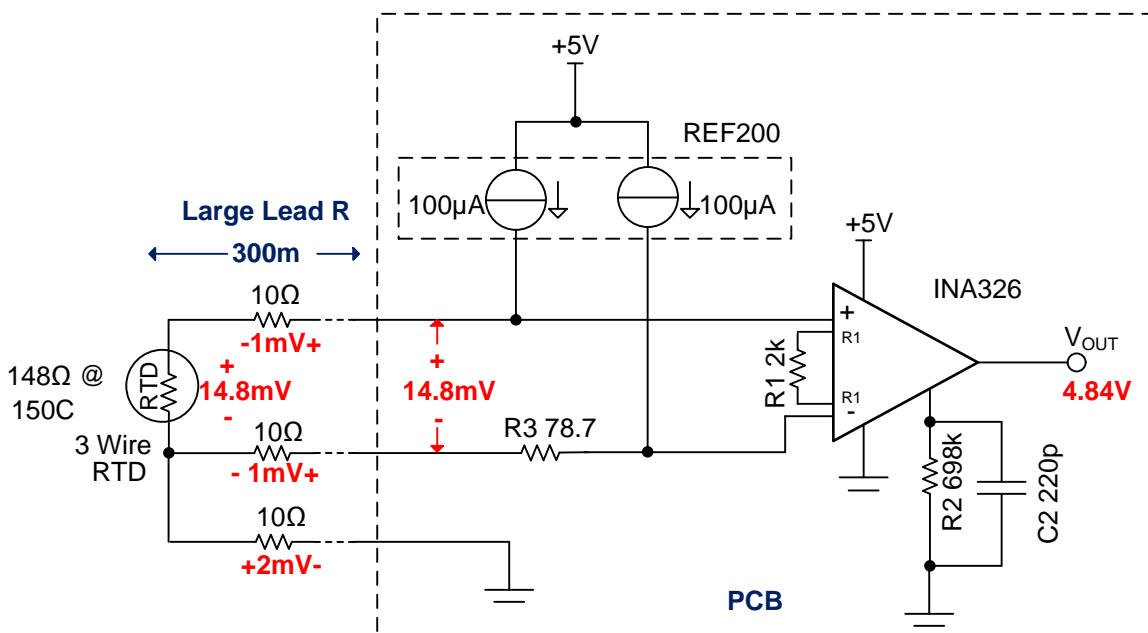 +5V
REF200
100µA
100µA
Large Lead R
300m
+5V
INA326
10Ω
-1mV+
+
R1
R1 2k
R1
-
VOUT
4.84V
148Ω @
150C
RTD
+
14.8mV
-
+
14.8mV
-
3 Wire
RTD
10Ω
- 1mV+
R3 78.7
R2 698k
C2 220p
10Ω
+2mV-
PCB